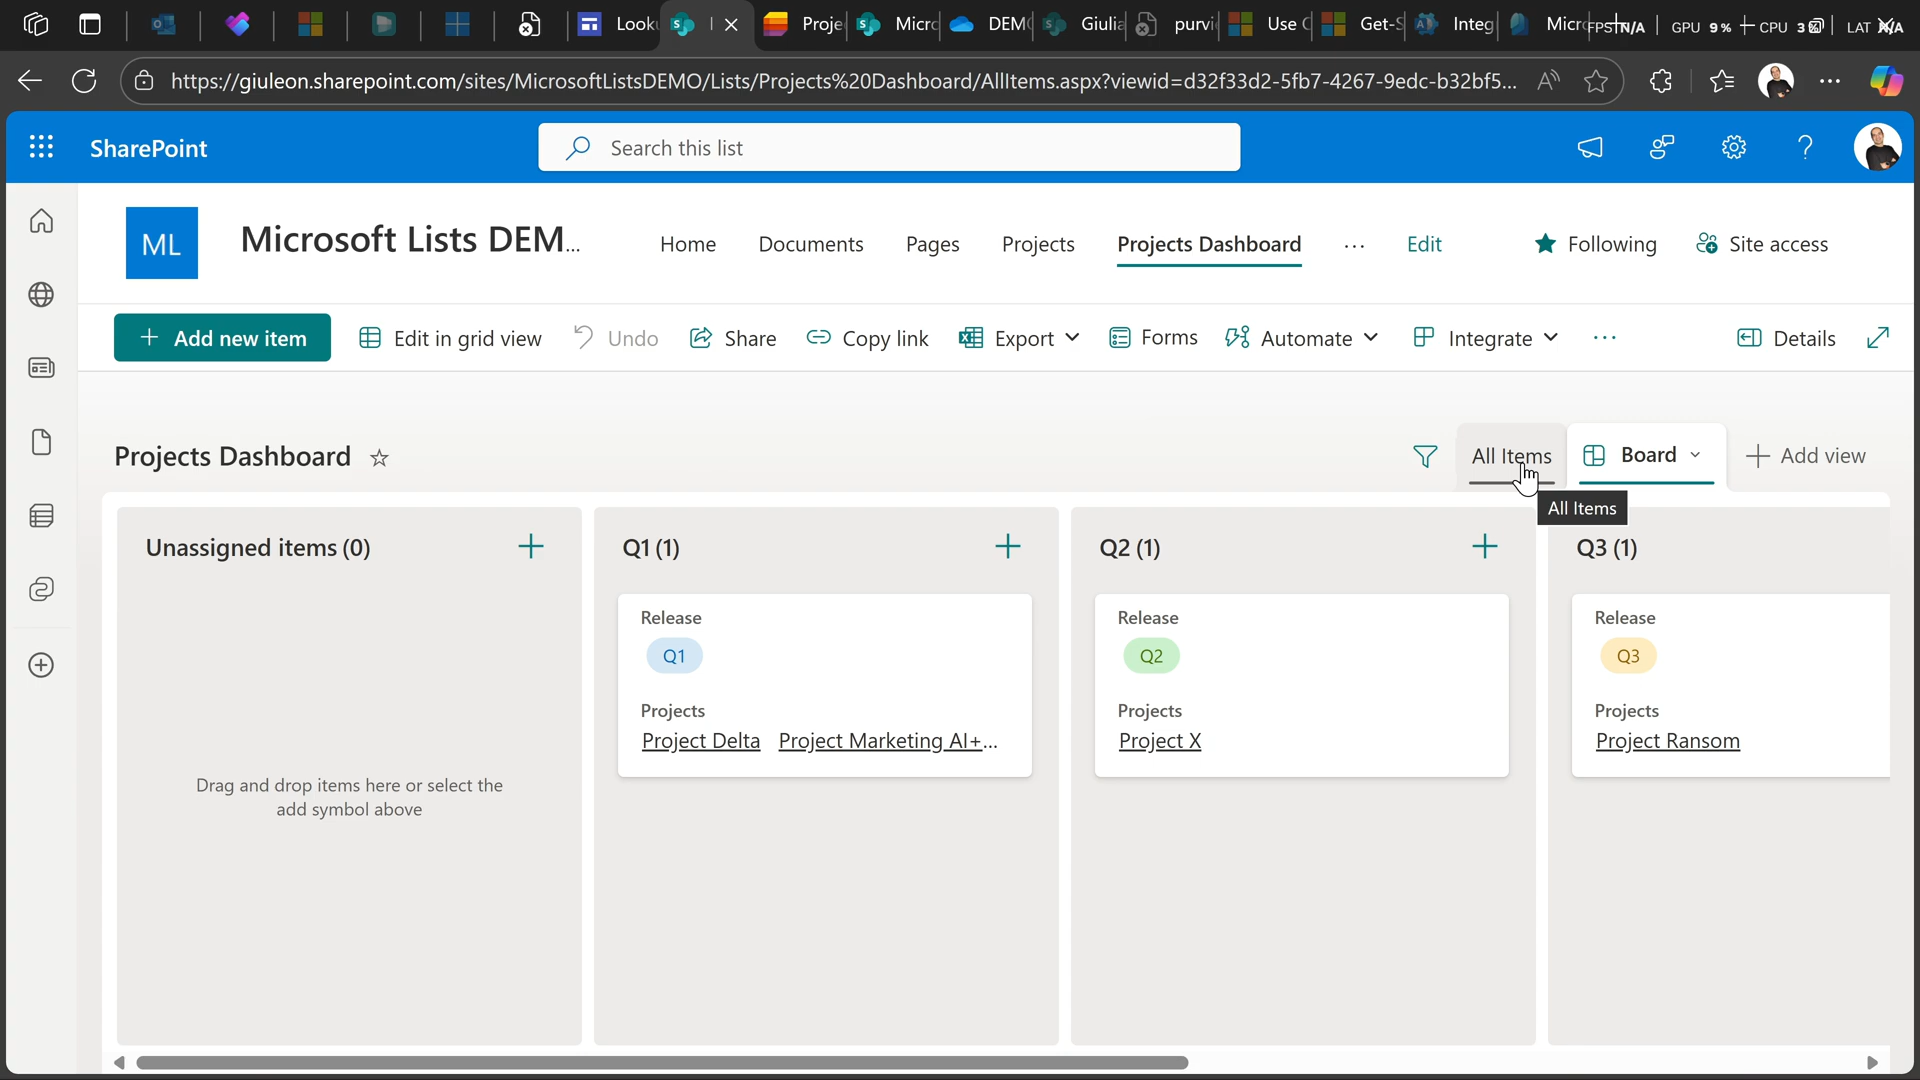 Look
Proje
Micro
DEM
Giulia
purvi
Use C
Get-S
Integ
Micro
FPS N/A
GPU 9%
CPU 3%
LAT N/A
https://giuleon.sharepoint.com/sites/MicrosoftListsDEMO/Lists/Projects%20Dashboard/AllItems.aspx?viewid=d32f33d2-5fb7-4267-9edc-b32bf5...
SharePoint
Search this list
ML
Microsoft Lists DEM...
Home
Documents
Pages
Projects
Projects Dashboard
...
Edit
Following
Site access
Add new item
Edit in grid view
Undo
Share
Copy link
Export
Forms
Automate
Integrate
...
Details
Projects Dashboard
All Items
Board
Add view
All Items
Unassigned items (0)
Drag and drop items here or select the
add symbol above
Q1 (1)
Release
Q1
Projects
Project Delta Project Marketing AI+...
Q2 (1)
Release
Q2
Projects
Project X
Q3 (1)
Release
Q3
Projects
Project Ransom